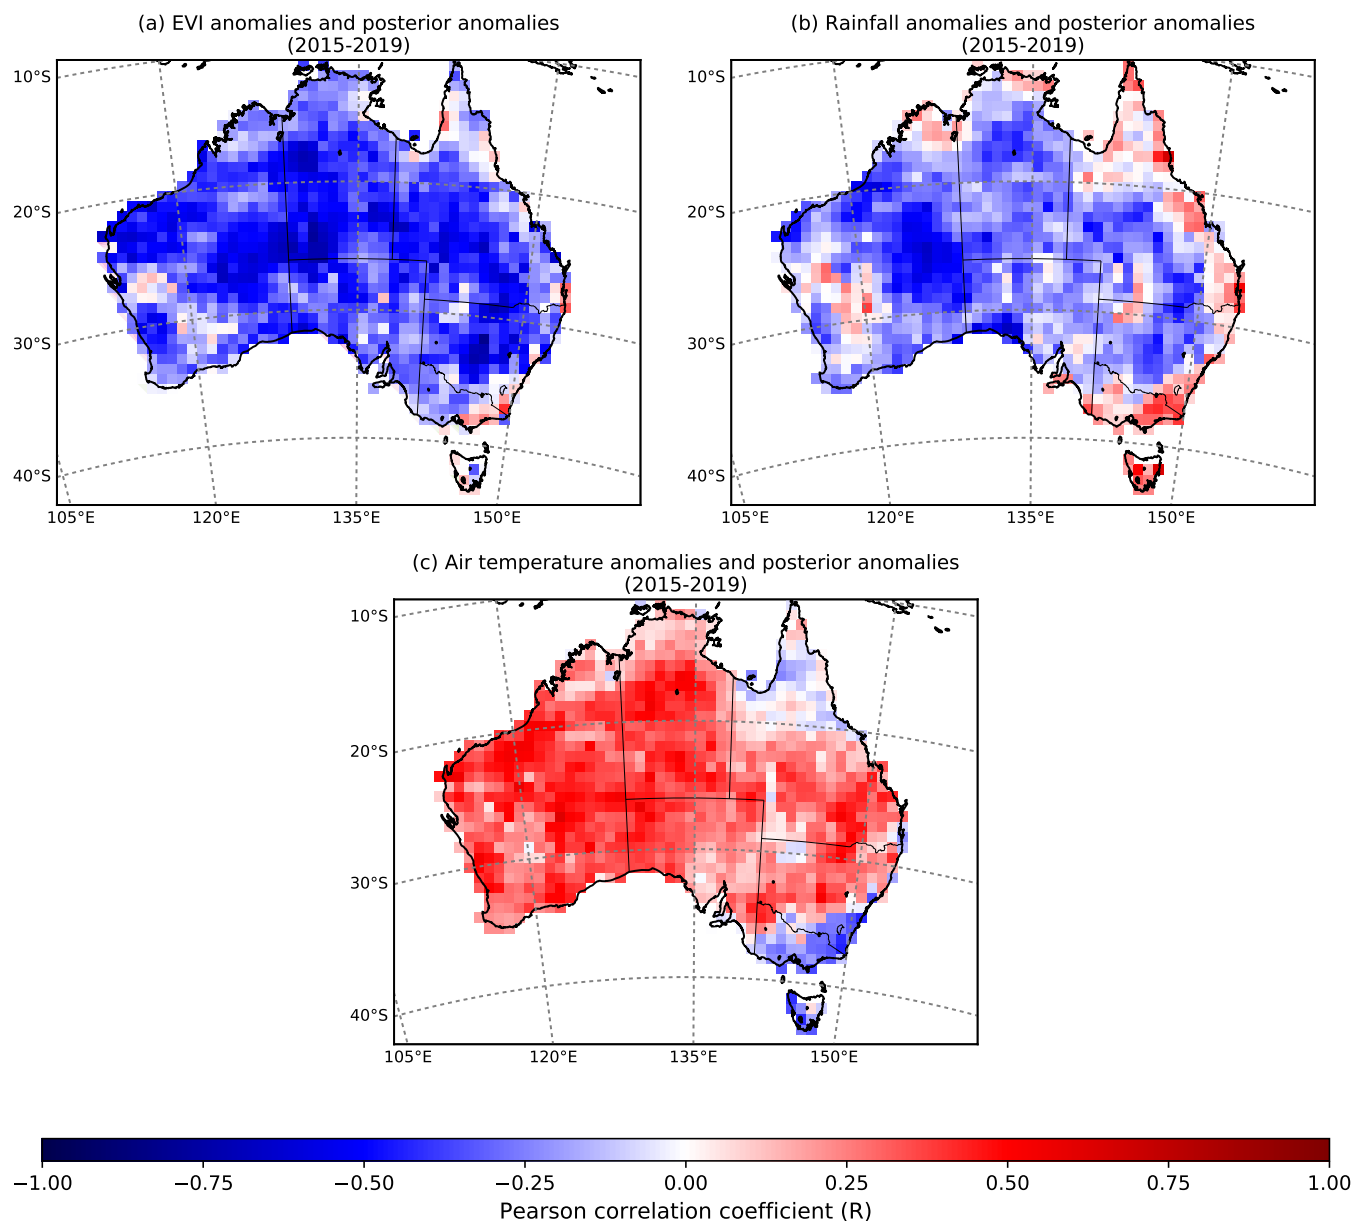 (a) EVI anomalies and posterior anomalies
(2015-2019)
(b) Rainfall anomalies and posterior anomalies
(2015-2019)
10°S
20°S
30°S
40°S
105°E 120°E 135°E 150°E
10°S
20°S
30°S
40°S
105°E 120°E 135°E 150°E
(c) Air temperature anomalies and posterior anomalies
(2015-2019)
10°S
20°S
30°S
40°S
105°E 120°E 135°E 150°E
−1.00 −0.75 −0.50 −0.25 0.00 0.25 0.50 0.75 1.00
Pearson correlation coefficient (R)